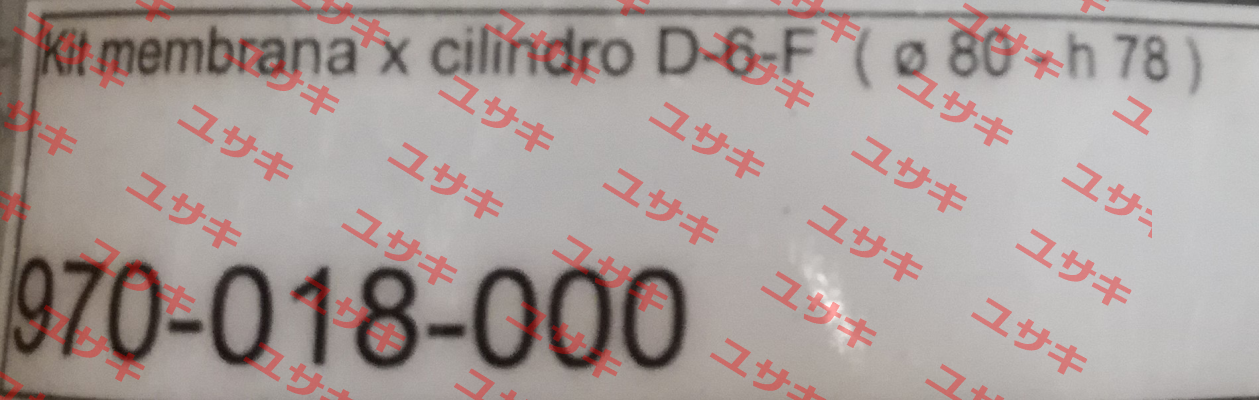 Kit membrana x cilindro D-6-F ( ø 80 - h 78 )
970-018-000
ユサキ